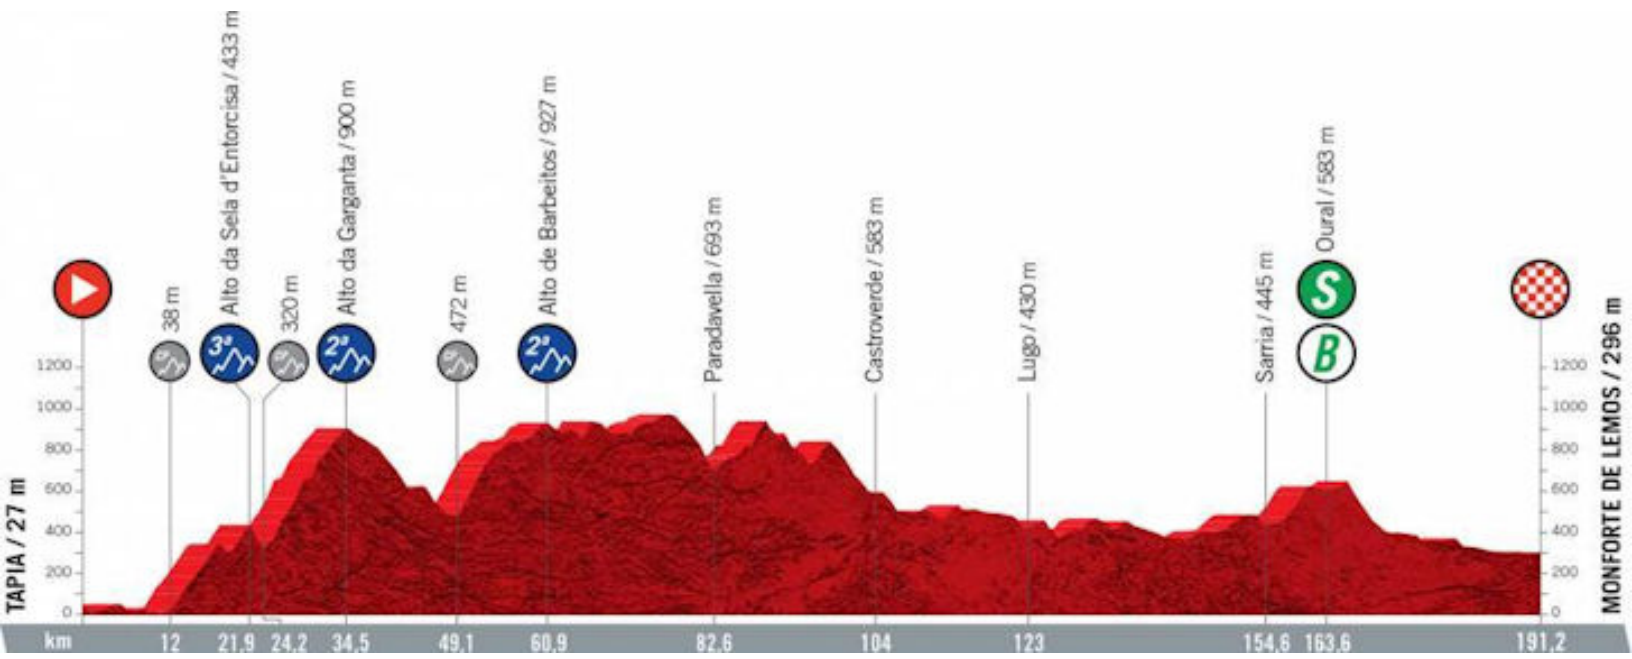 Alto da Sela d'Entorcisa / 433 m
Alto da Garganta / 900 m
Alto de Barbeitos / 927 m
Oural / 583 m
38 m
320 m
472 m
Paradavella / 693 m
Castroverde / 583 m
Lugo / 430 m
Sarria / 445 m
S
3ª
2ª
2ª
B
1200
1000
800
600
400
200
0
1200
1000
800
600
400
200
0
TAPIA / 27 m
MONFORTE DE LEMOS / 296 m
km 12 21,9 24,2 34,5 49,1 60,9 82,6 104 123 154,6 163,6 191,2